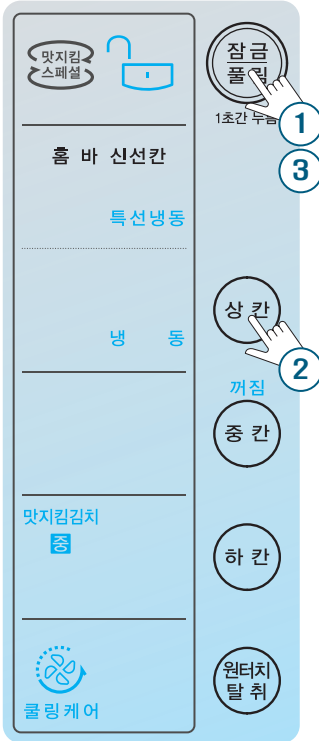 맛지킴
스페셜
잠금
풀림
1초간 누름
1
3
홈 바 신선칸
특선냉동
상 칸
냉 동
2
꺼짐
중 칸
맛지킴김치
중
하 칸
쿨링케어
원터치
탈 취